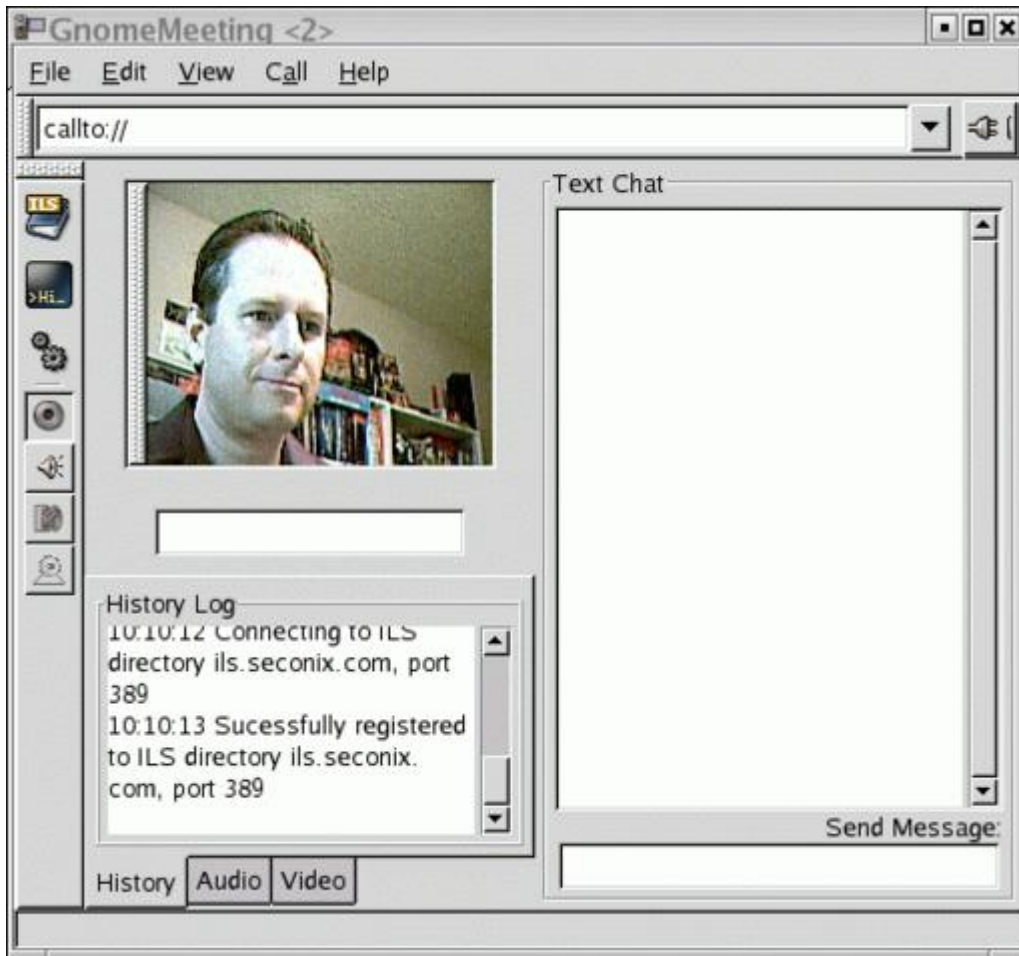 GnomeMeeting <2>
File Edit View Call Help
callto://
ILS
>Hi_
Text Chat
History Log
10:10:12 Connecting to ILS
directory ils.seconix.com, port
389
10:10:13 Sucessfully registered
to ILS directory ils.seconix.
com, port 389
Send Message:
History Audio Video